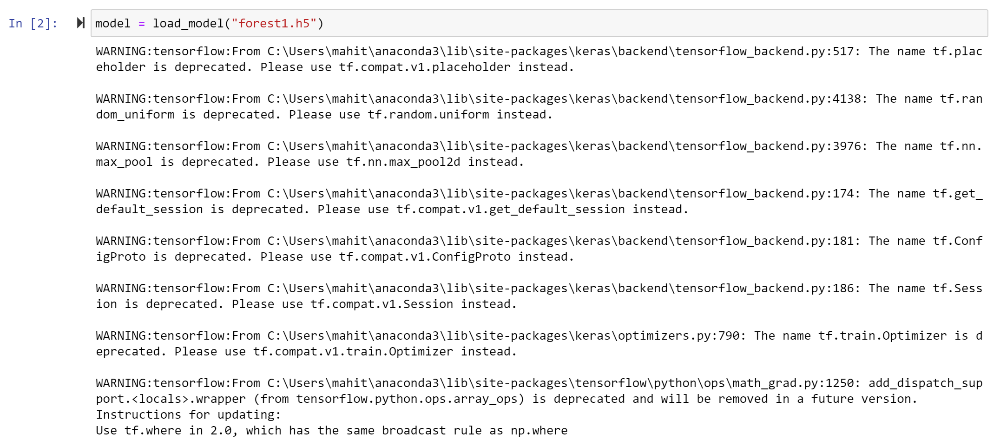 In [2]: model = load_model("forest1.h5")
WARNING:tensorflow:From C:\Users\mahit\anaconda3\lib\site-packages\keras\backend\tensorflow_backend.py:517: The name tf.plac
eholder is deprecated. Please use tf.compat.v1.placeholder instead.
WARNING:tensorflow:From C:\Users\mahit\anaconda3\lib\site-packages\keras\backend\tensorflow_backend.py:4138: The name tf.ran
dom_uniform is deprecated. Please use tf.random.uniform instead.
WARNING:tensorflow:From C:\Users\mahit\anaconda3\lib\site-packages\keras\backend\tensorflow_backend.py:3976: The name tf.nn.
max_pool is deprecated. Please use tf.nn.max_pool2d instead.
WARNING:tensorflow:From C:\Users\mahit\anaconda3\lib\site-packages\keras\backend\tensorflow_backend.py:174: The name tf.get_
default_session is deprecated. Please use tf.compat.v1.get_default_session instead.
WARNING:tensorflow:From C:\Users\mahit\anaconda3\lib\site-packages\keras\backend\tensorflow_backend.py:181: The name tf.Conf
igProto is deprecated. Please use tf.compat.v1.ConfigProto instead.
WARNING:tensorflow:From C:\Users\mahit\anaconda3\lib\site-packages\keras\backend\tensorflow_backend.py:186: The name tf.Sess
ion is deprecated. Please use tf.compat.v1.Session instead.
WARNING:tensorflow:From C:\Users\mahit\anaconda3\lib\site-packages\keras\optimizers.py:790: The name tf.train.Optimizer is d
eprecated. Please use tf.compat.v1.train.Optimizer instead.
WARNING:tensorflow:From C:\Users\mahit\anaconda3\lib\site-packages\tensorflow\python\ops\math_grad.py:1250: add_dispatch_sup
port.<locals>.wrapper (from tensorflow.python.ops.array_ops) is deprecated and will be removed in a future version.
Instructions for updating:
Use tf.where in 2.0, which has the same broadcast rule as np.where